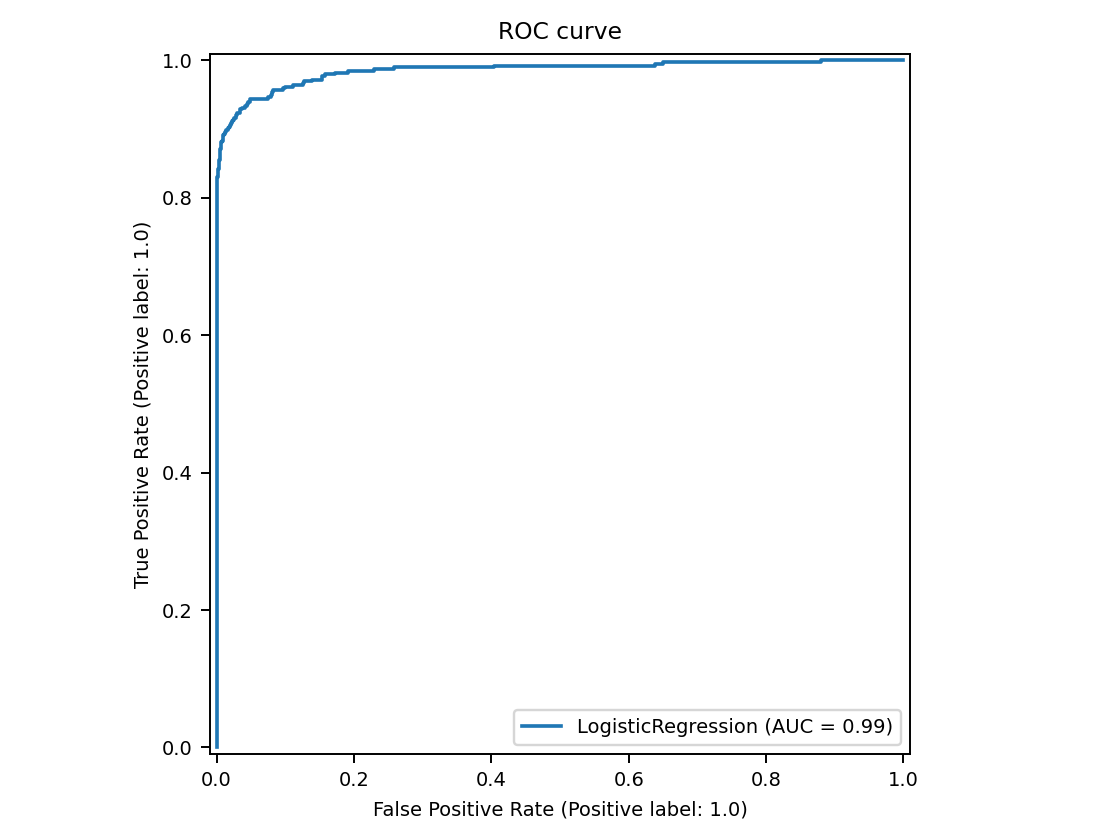 ROC curve
1.0
0.8
0.6
0.4
0.2
0.0
True Positive Rate (Positive label: 1.0)
LogisticRegression (AUC = 0.99)
0.0 0.2 0.4 0.6 0.8 1.0
False Positive Rate (Positive label: 1.0)